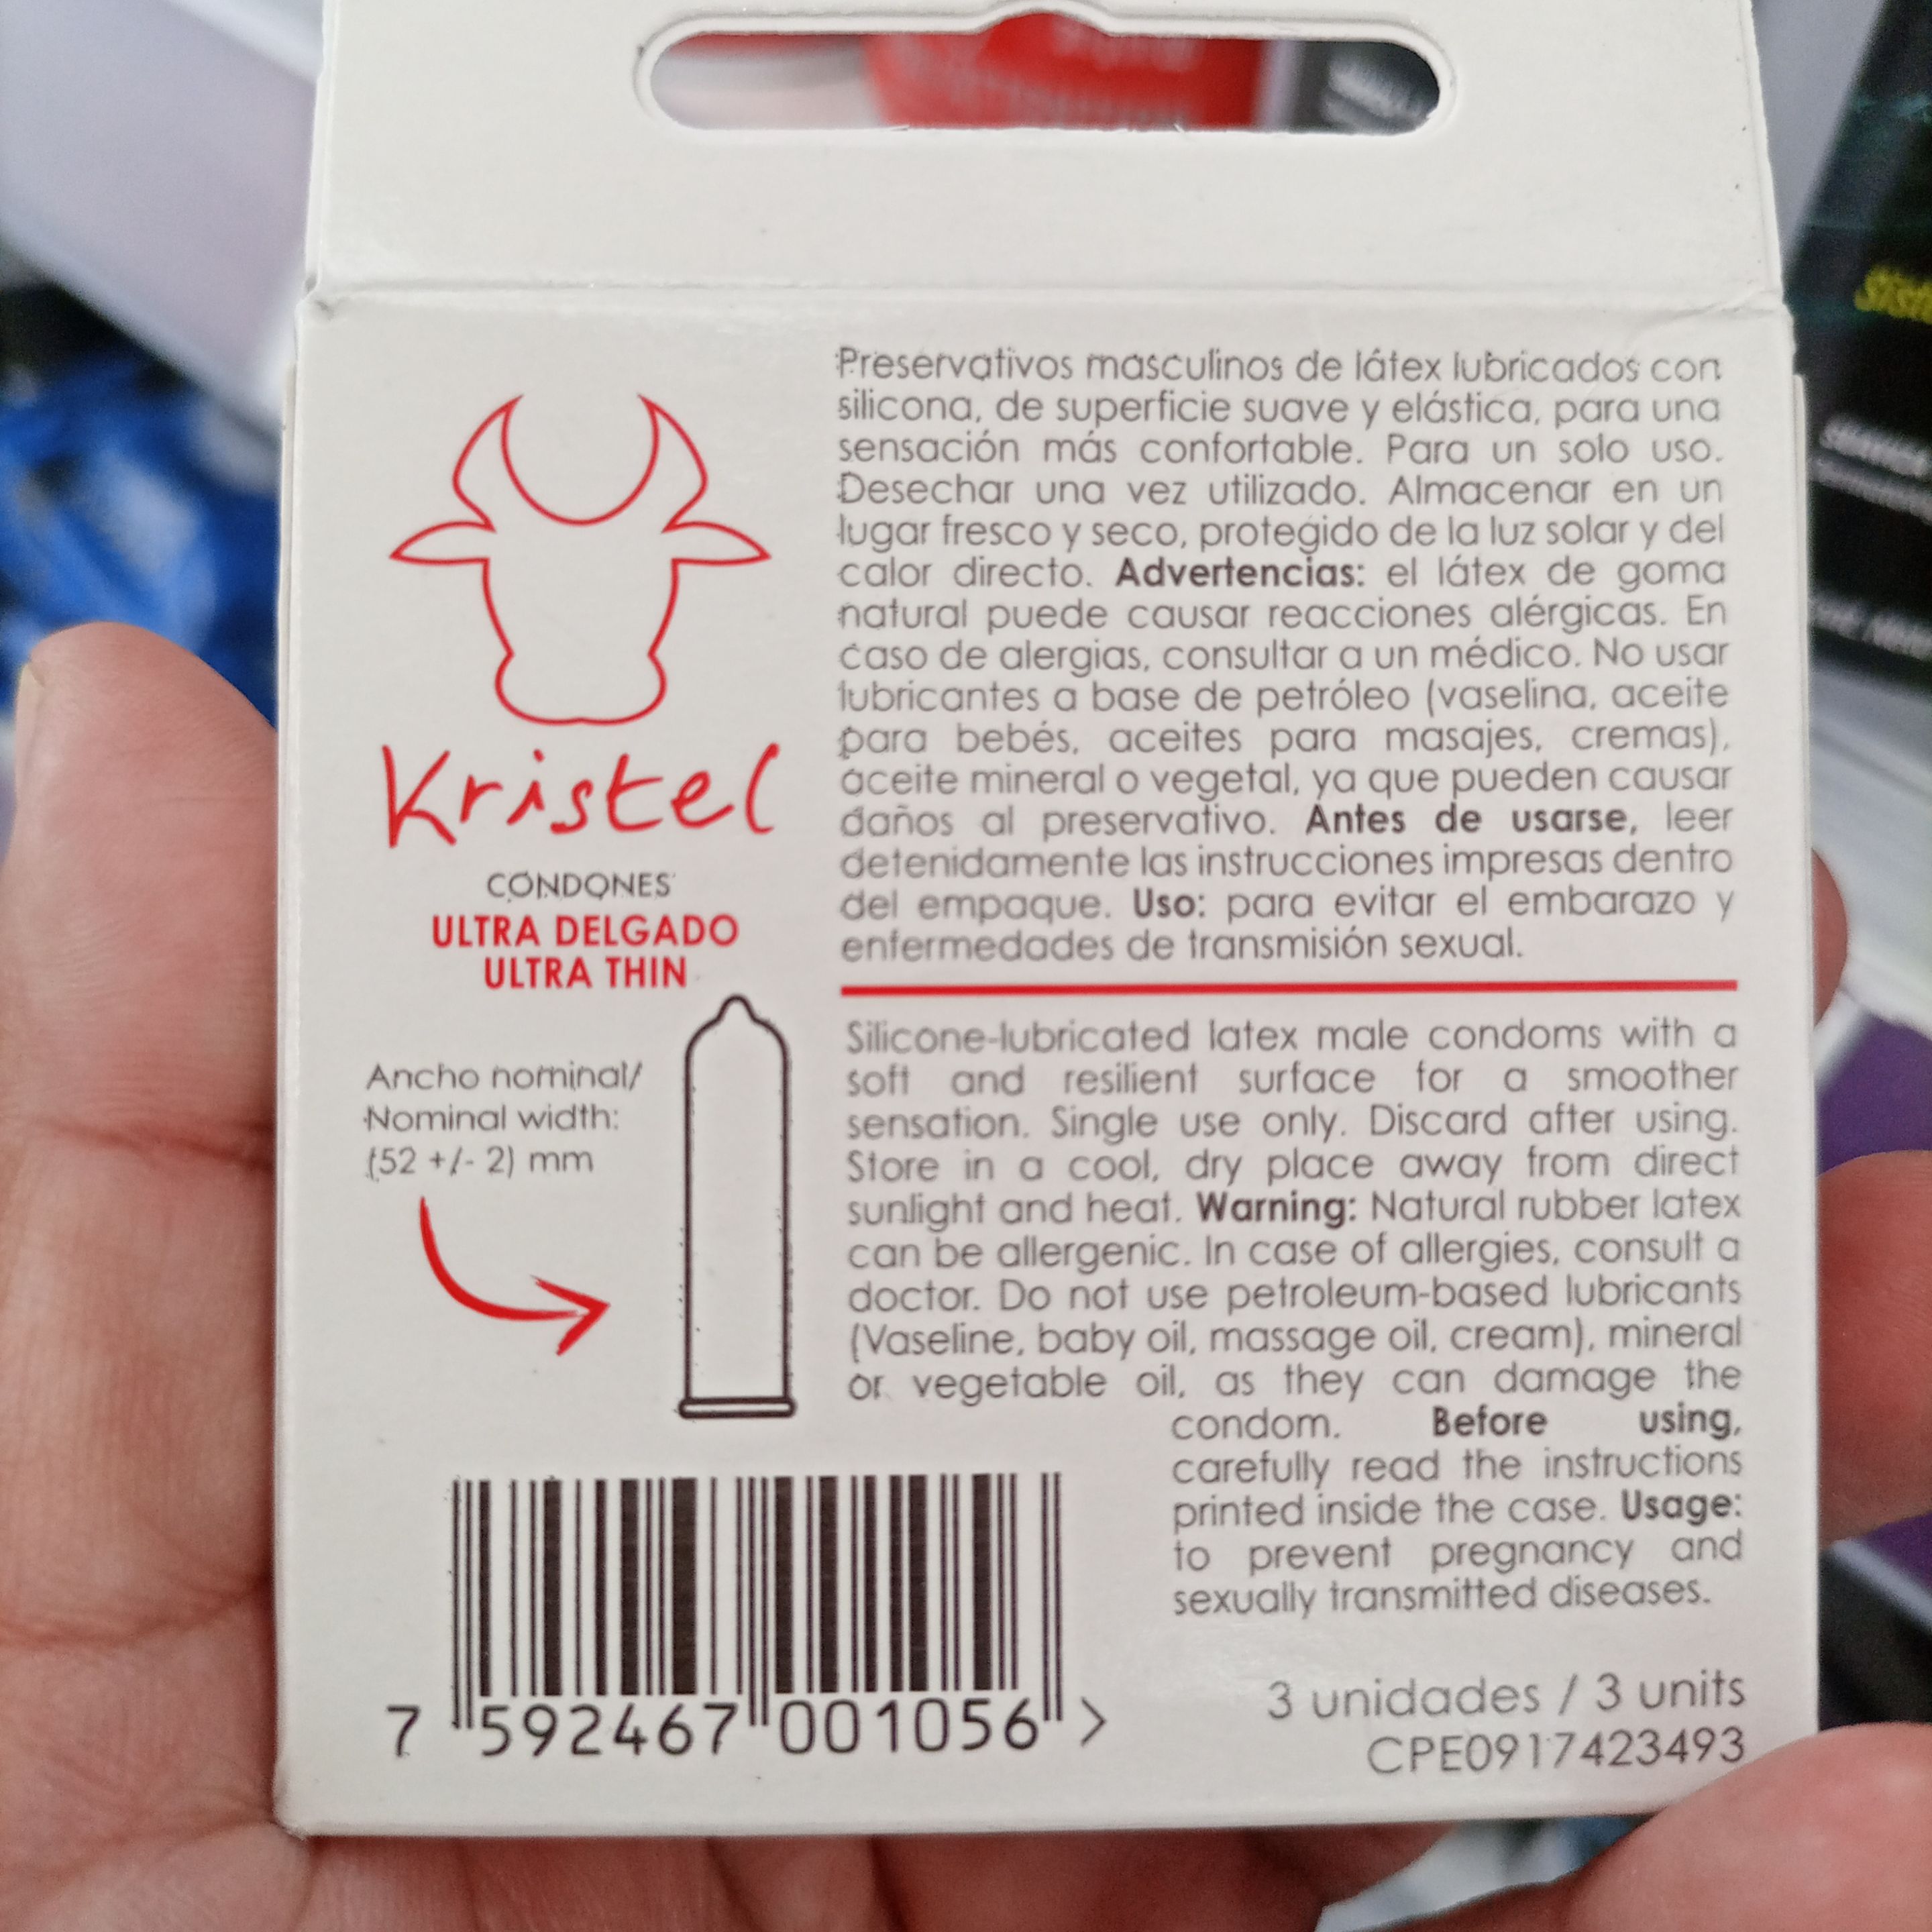 Kristel
CONDONES
ULTRA DELGADO
ULTRA THIN
Ancho nominal/
Nominal width:
(52 +/- 2) mm
Preservativos masculinos de látex lubricados con
silicona, de superficie suave y elástica, para una
sensación más confortable. Para un solo uso.
Desechar una vez utilizado. Almacenar en un
lugar fresco y seco, protegido de la luz solar y del
calor directo. Advertencias: el látex de goma
natural puede causar reacciones alérgicas. En
caso de alergias, consultar a un médico. No usar
lubricantes a base de petróleo (vaselina, aceite
para bebés, aceites para masajes, cremas),
aceite mineral o vegetal, ya que pueden causar
daños al preservativo. Antes de usarse, leer
detenidamente las instrucciones impresas dentro
del empaque. Uso: para evitar el embarazo y
enfermedades de transmisión sexual.
Silicone-lubricated latex male condoms with a
soft and resilient surface for a smoother
sensation. Single use only. Discard after using.
Store in a cool, dry place away from direct
sunlight and heat. Warning: Natural rubber latex
can be allergenic. In case of allergies, consult a
doctor. Do not use petroleum-based lubricants
(Vaseline, baby oil, massage oil, cream), mineral
or vegetable oil, as they can damage the
condom. Before using,
carefully read the instructions
printed inside the case. Usage:
to prevent pregnancy and
sexually transmitted diseases.
7 592467 001056 >
3 unidades / 3 units
CPE0917423493